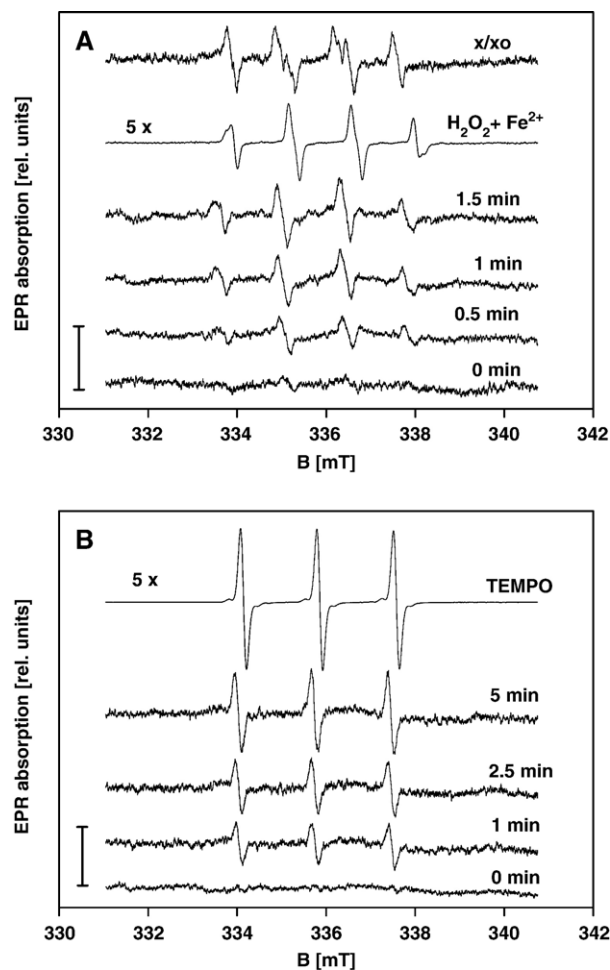 A
x/xo
5 x
H₂O₂+ Fe²⁺
1.5 min
1 min
0.5 min
0 min
EPR absorption [rel. units]
330 332 334 336 338 340 342
B [mT]
B
5 x
TEMPO
5 min
2.5 min
1 min
0 min
EPR absorption [rel. units]
330 332 334 336 338 340 342
B [mT]